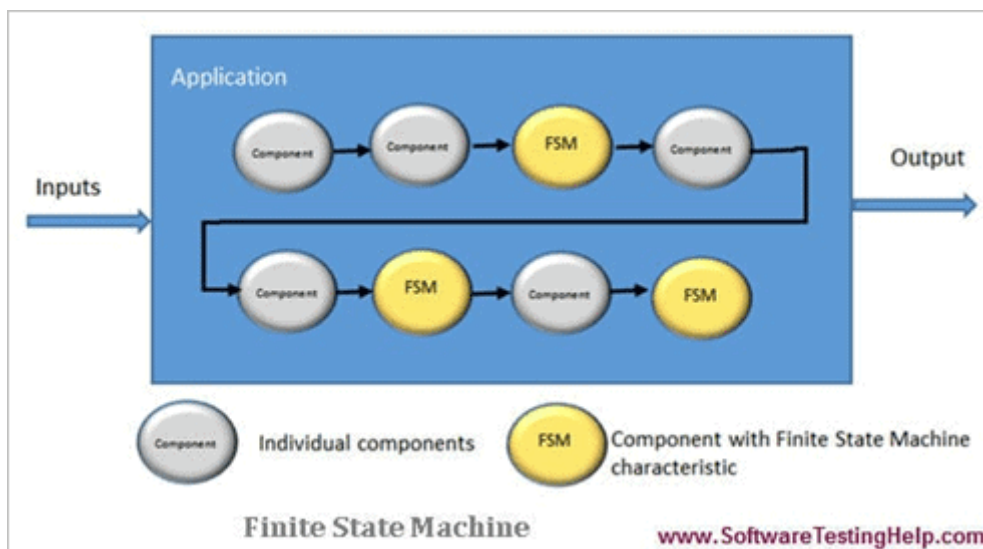 Application
Component
Component
FSM
Component
Inputs
Output
Component
FSM
Component
FSM
Component
Individual components
FSM
Component with Finite State Machine
characteristic
Finite State Machine
www.SoftwareTestingHelp.com